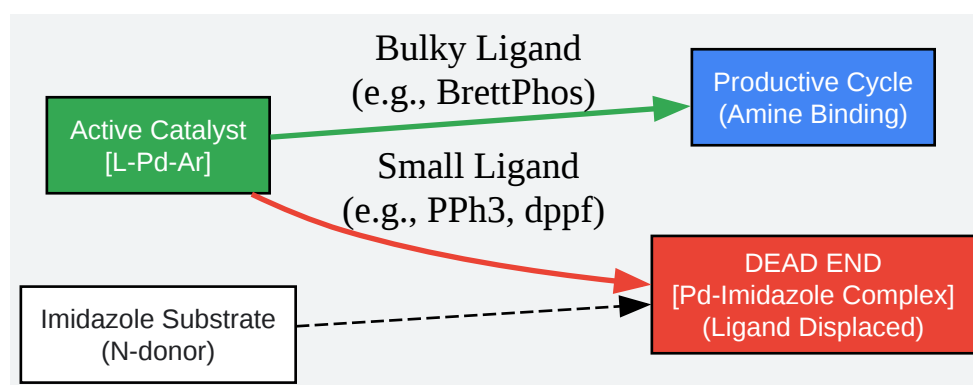 Bulky Ligand
(e.g., BrettPhos)
Productive Cycle
(Amine Binding)
Active Catalyst
[L-Pd-Ar]
Small Ligand
(e.g., PPh3, dppf)
DEAD END
[Pd-Imidazole Complex]
(Ligand Displaced)
Imidazole Substrate
(N-donor)